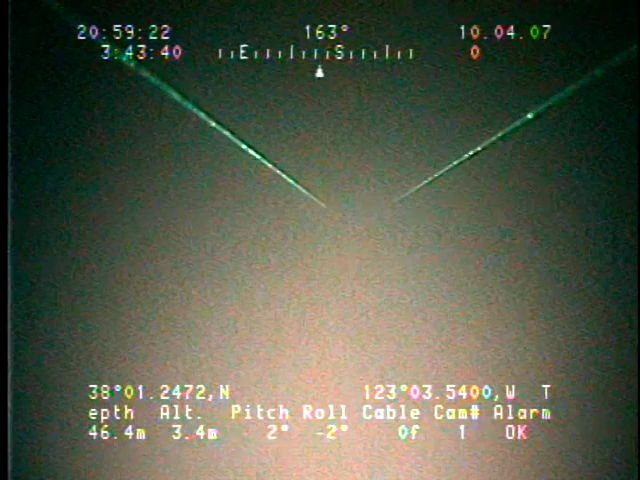 20:59:22 163° 10.04.07
3:43:40 E S 0
38°01.2472,N 123°03.5400,W T
epth Alt. Pitch Roll Cable Cam# Alarm
46.4m 3.4m 2° -2° 0f 1 OK